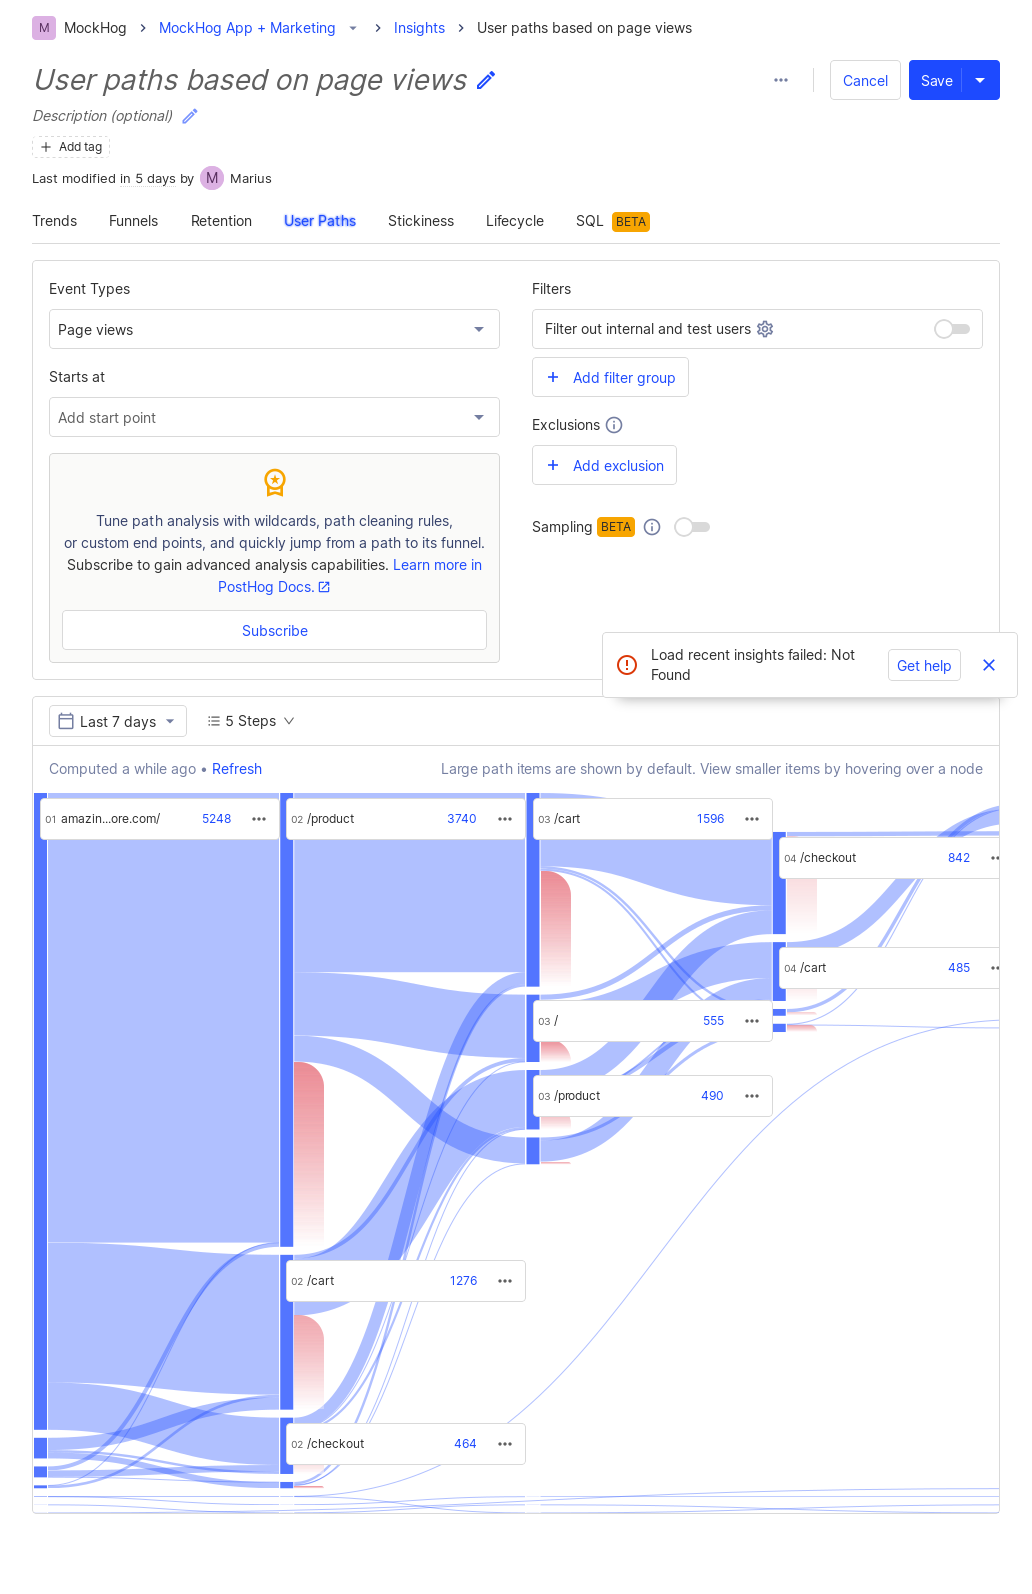 M MockHog > MockHog App + Marketing > Insights > User paths based on page views
User paths based on page views
Cancel Save
Description (optional)
+ Add tag
Last modified in 5 days by M Marius
Trends Funnels Retention User Paths Stickiness Lifecycle SQL BETA
Event Types
Page views
Starts at
Add start point
Tune path analysis with wildcards, path cleaning rules,
or custom end points, and quickly jump from a path to its funnel.
Subscribe to gain advanced analysis capabilities. Learn more in
PostHog Docs.
Subscribe
Filters
Filter out internal and test users
+ Add filter group
Exclusions
+ Add exclusion
Sampling BETA
Load recent insights failed: Not
Found
Get help
Last 7 days 5 Steps
Computed a while ago • Refresh
Large path items are shown by default. View smaller items by hovering over a node
01 amazin...ore.com/ 5248
02 /product 3740
03 /cart 1596
04 /checkout 842
04 /cart 485
03 / 555
03 /product 490
02 /cart 1276
02 /checkout 464